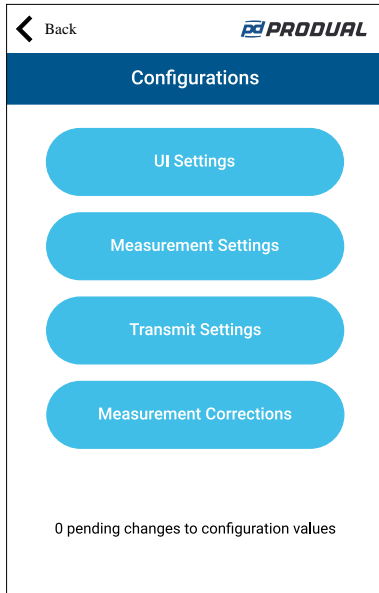 Back
pd PRODUAL
Configurations
UI Settings
Measurement Settings
Transmit Settings
Measurement Corrections
0 pending changes to configuration values